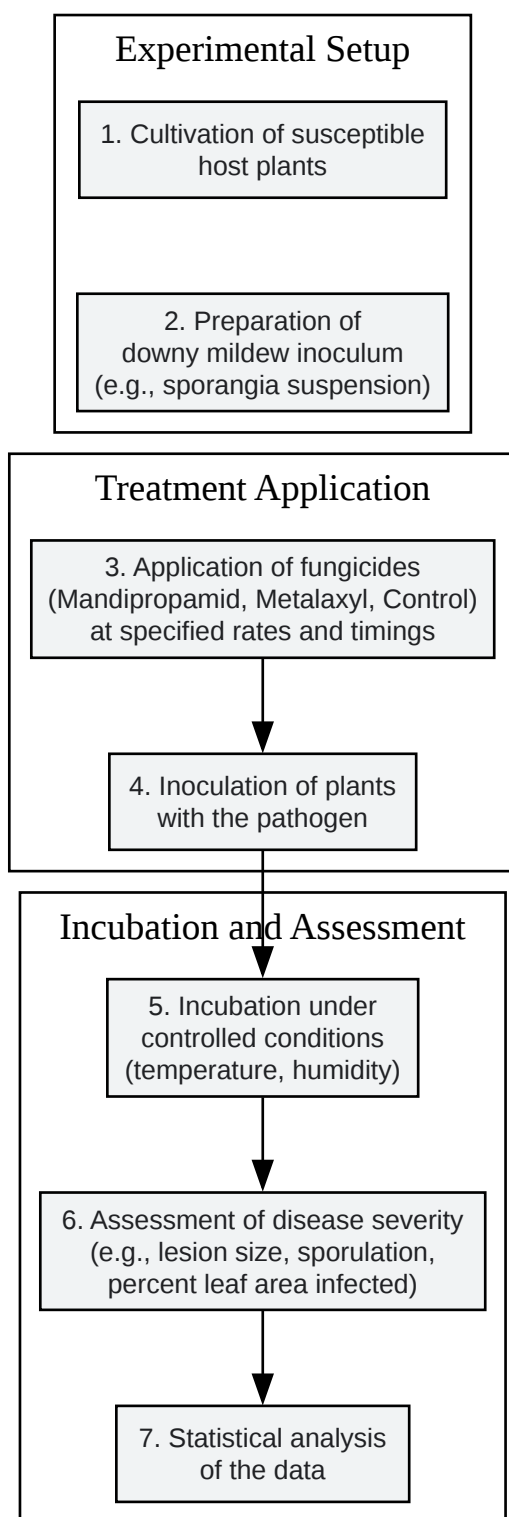 Experimental Setup
1. Cultivation of susceptible
host plants
2. Preparation of
downy mildew inoculum
(e.g., sporangia suspension)
Treatment Application
3. Application of fungicides
(Mandipropamid, Metalaxyl, Control)
at specified rates and timings
4. Inoculation of plants
with the pathogen
Incubation and Assessment
5. Incubation under
controlled conditions
(temperature, humidity)
6. Assessment of disease severity
(e.g., lesion size, sporulation,
percent leaf area infected)
7. Statistical analysis
of the data